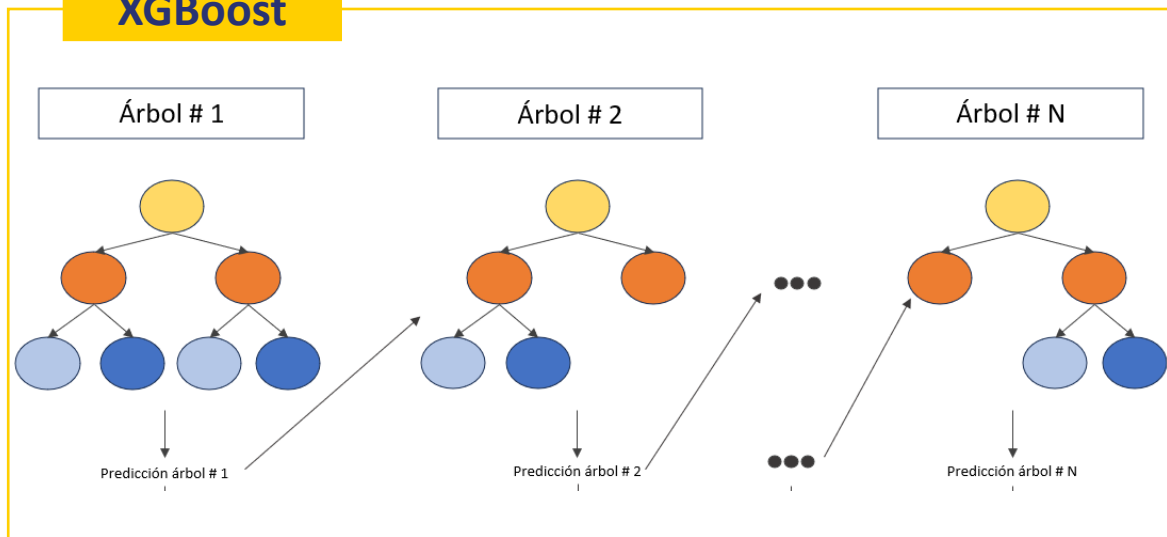 XGBoost
Árbol # 1
Árbol # 2
Árbol # N
Predicción árbol # 1
Predicción árbol # 2
Predicción árbol # N